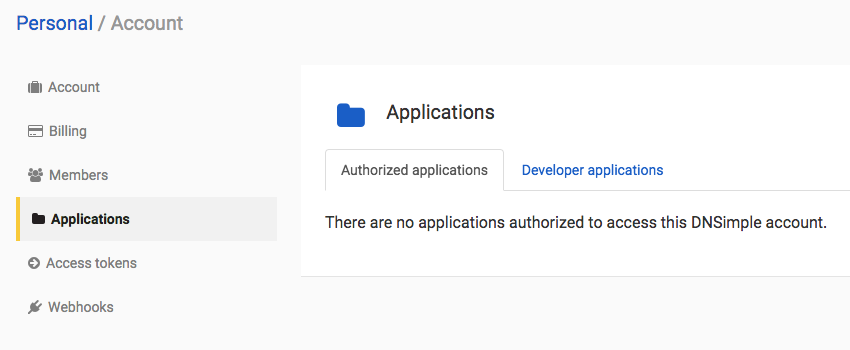 Personal / Account
Account
Billing
Members
Applications
Access tokens
Webhooks
Applications
Authorized applications
Developer applications
There are no applications authorized to access this DNSimple account.